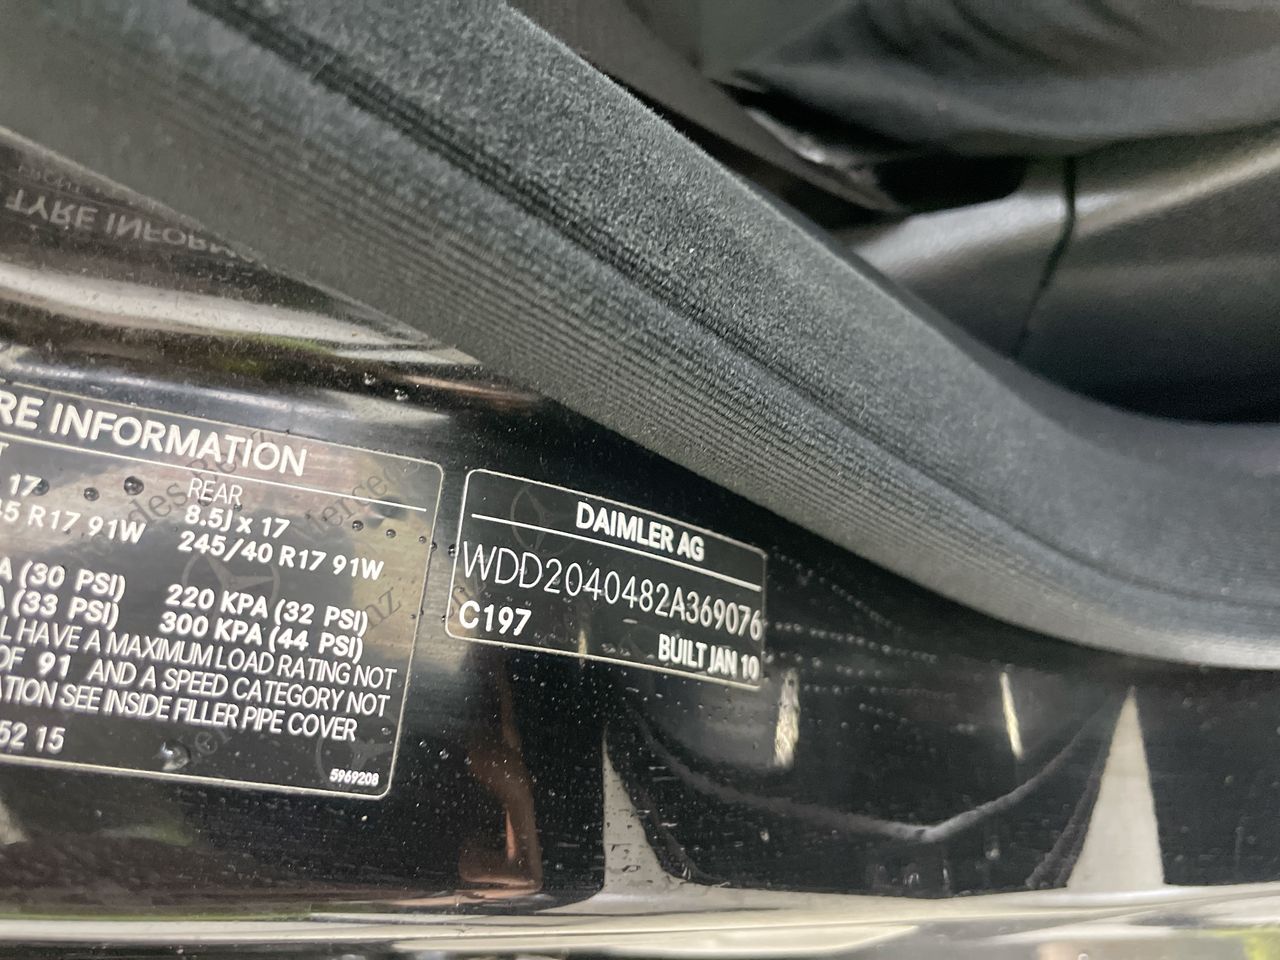 TYRE INFORM
RE INFORMATION
REAR
17
8.5J x 17
45 R17 91W
245/40 R17 91W
A (30 PSI)
220 KPA (32 PSI)
A (33 PSI)
300 KPA (44 PSI)
L HAVE A MAXIMUM LOAD RATING NOT
OF 91 AND A SPEED CATEGORY NOT
ATION SEE INSIDE FILLER PIPE COVER
52 15
5969208
DAIMLER AG
WDD2040482A369076
C197
BUILT JAN 10